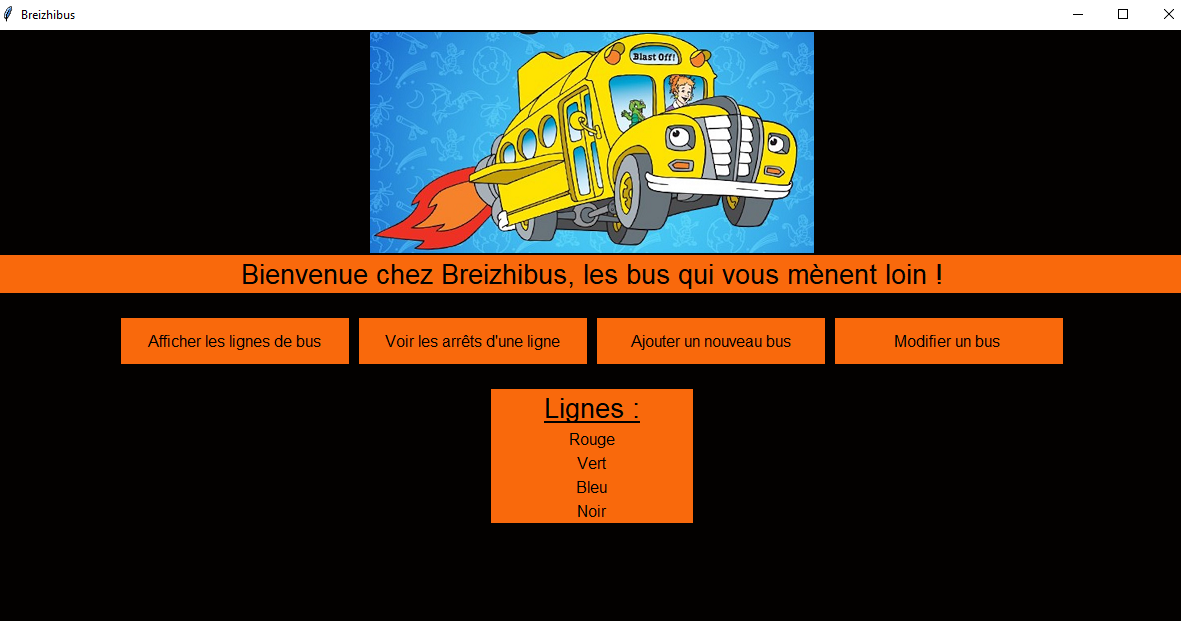 Breizhibus
Blast Off!
Bienvenue chez Breizhibus, les bus qui vous mènent loin !
Afficher les lignes de bus
Voir les arrêts d'une ligne
Ajouter un nouveau bus
Modifier un bus
Lignes :
Rouge
Vert
Bleu
Noir